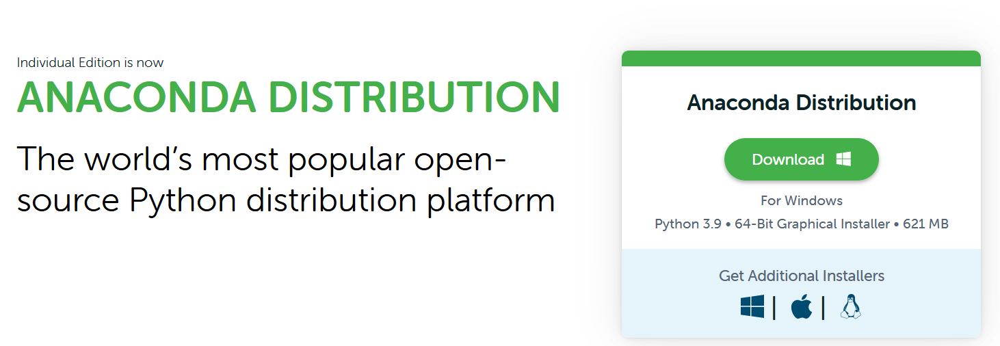 Individual Edition is now
ANACONDA DISTRIBUTION
The world’s most popular open-
source Python distribution platform
Anaconda Distribution
Download
For Windows
Python 3.9 • 64-Bit Graphical Installer • 621 MB
Get Additional Installers